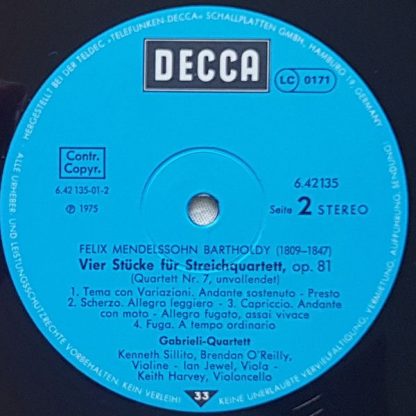 HERGESTELLT BEI DER TELDEC »TELEFUNKEN-DECCA« SCHALLPLATTEN GMBH, HAMBURG 19 GERMANY
DECCA
LC 0171
Contr.
Copyr.
6.42 135-01-2
℗ 1975
6.42135
Seite 2 STEREO
FELIX MENDELSSOHN BARTHOLDY (1809–1847)
Vier Stücke für Streichquartett, op. 81
(Quartett Nr. 7, unvollendet)
1. Tema con Variazioni. Andante sostenuto - Presto
2. Scherzo. Allegro leggiero - 3. Capriccio. Andante
con moto - Allegro fugato, assai vivace
4. Fuga. A tempo ordinario
Gabrieli-Quartett
Kenneth Sillito, Brendan O'Reilly,
Violine - Ian Jewel, Viola -
Keith Harvey, Violoncello
33
ALLE URHEBER- UND LEISTUNGSSCHUTZRECHTE VORBEHALTEN. KEIN VERLEIH!
KEINE UNERLAUBTE VERVIELFÄLTIGUNG, VERMIETUNG, AUFFÜHRUNG,